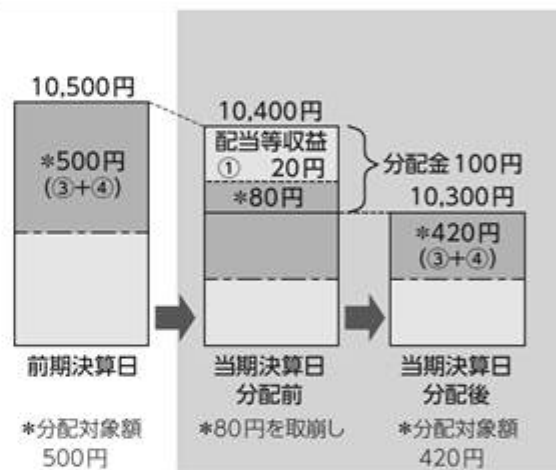 10,500円
＊500円
(③＋④)
前期決算日
＊分配対象額
500円
10,400円
配当等収益
① 20円
＊80円
分配金 100円
当期決算日
分配前
＊80円を取崩し
10,300円
＊420円
(③＋④)
当期決算日
分配後
＊分配対象額
420円